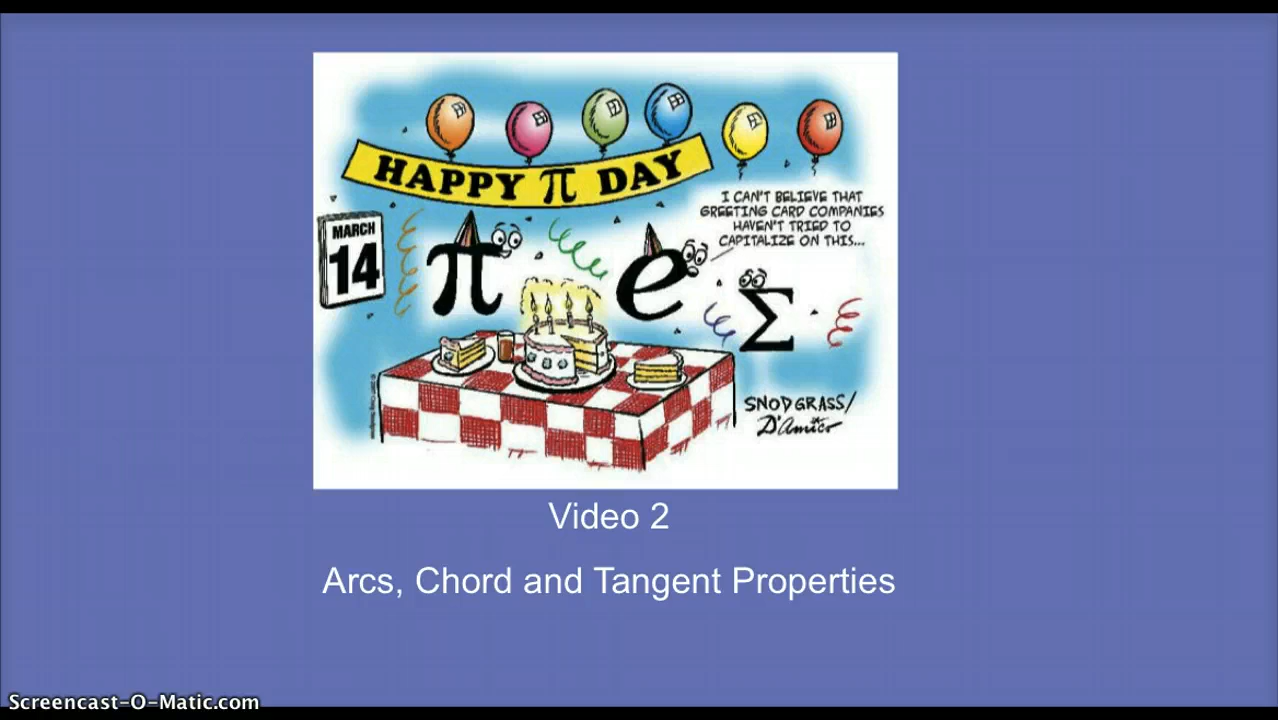 HAPPY π DAY
I CAN'T BELIEVE THAT
GREETING CARD COMPANIES
HAVEN'T TRIED TO
CAPITALIZE ON THIS...
MARCH
14
π
e
Σ
SNODGRASS/
D'Amico
Video 2
Arcs, Chord and Tangent Properties
Screencast-O-Matic.com